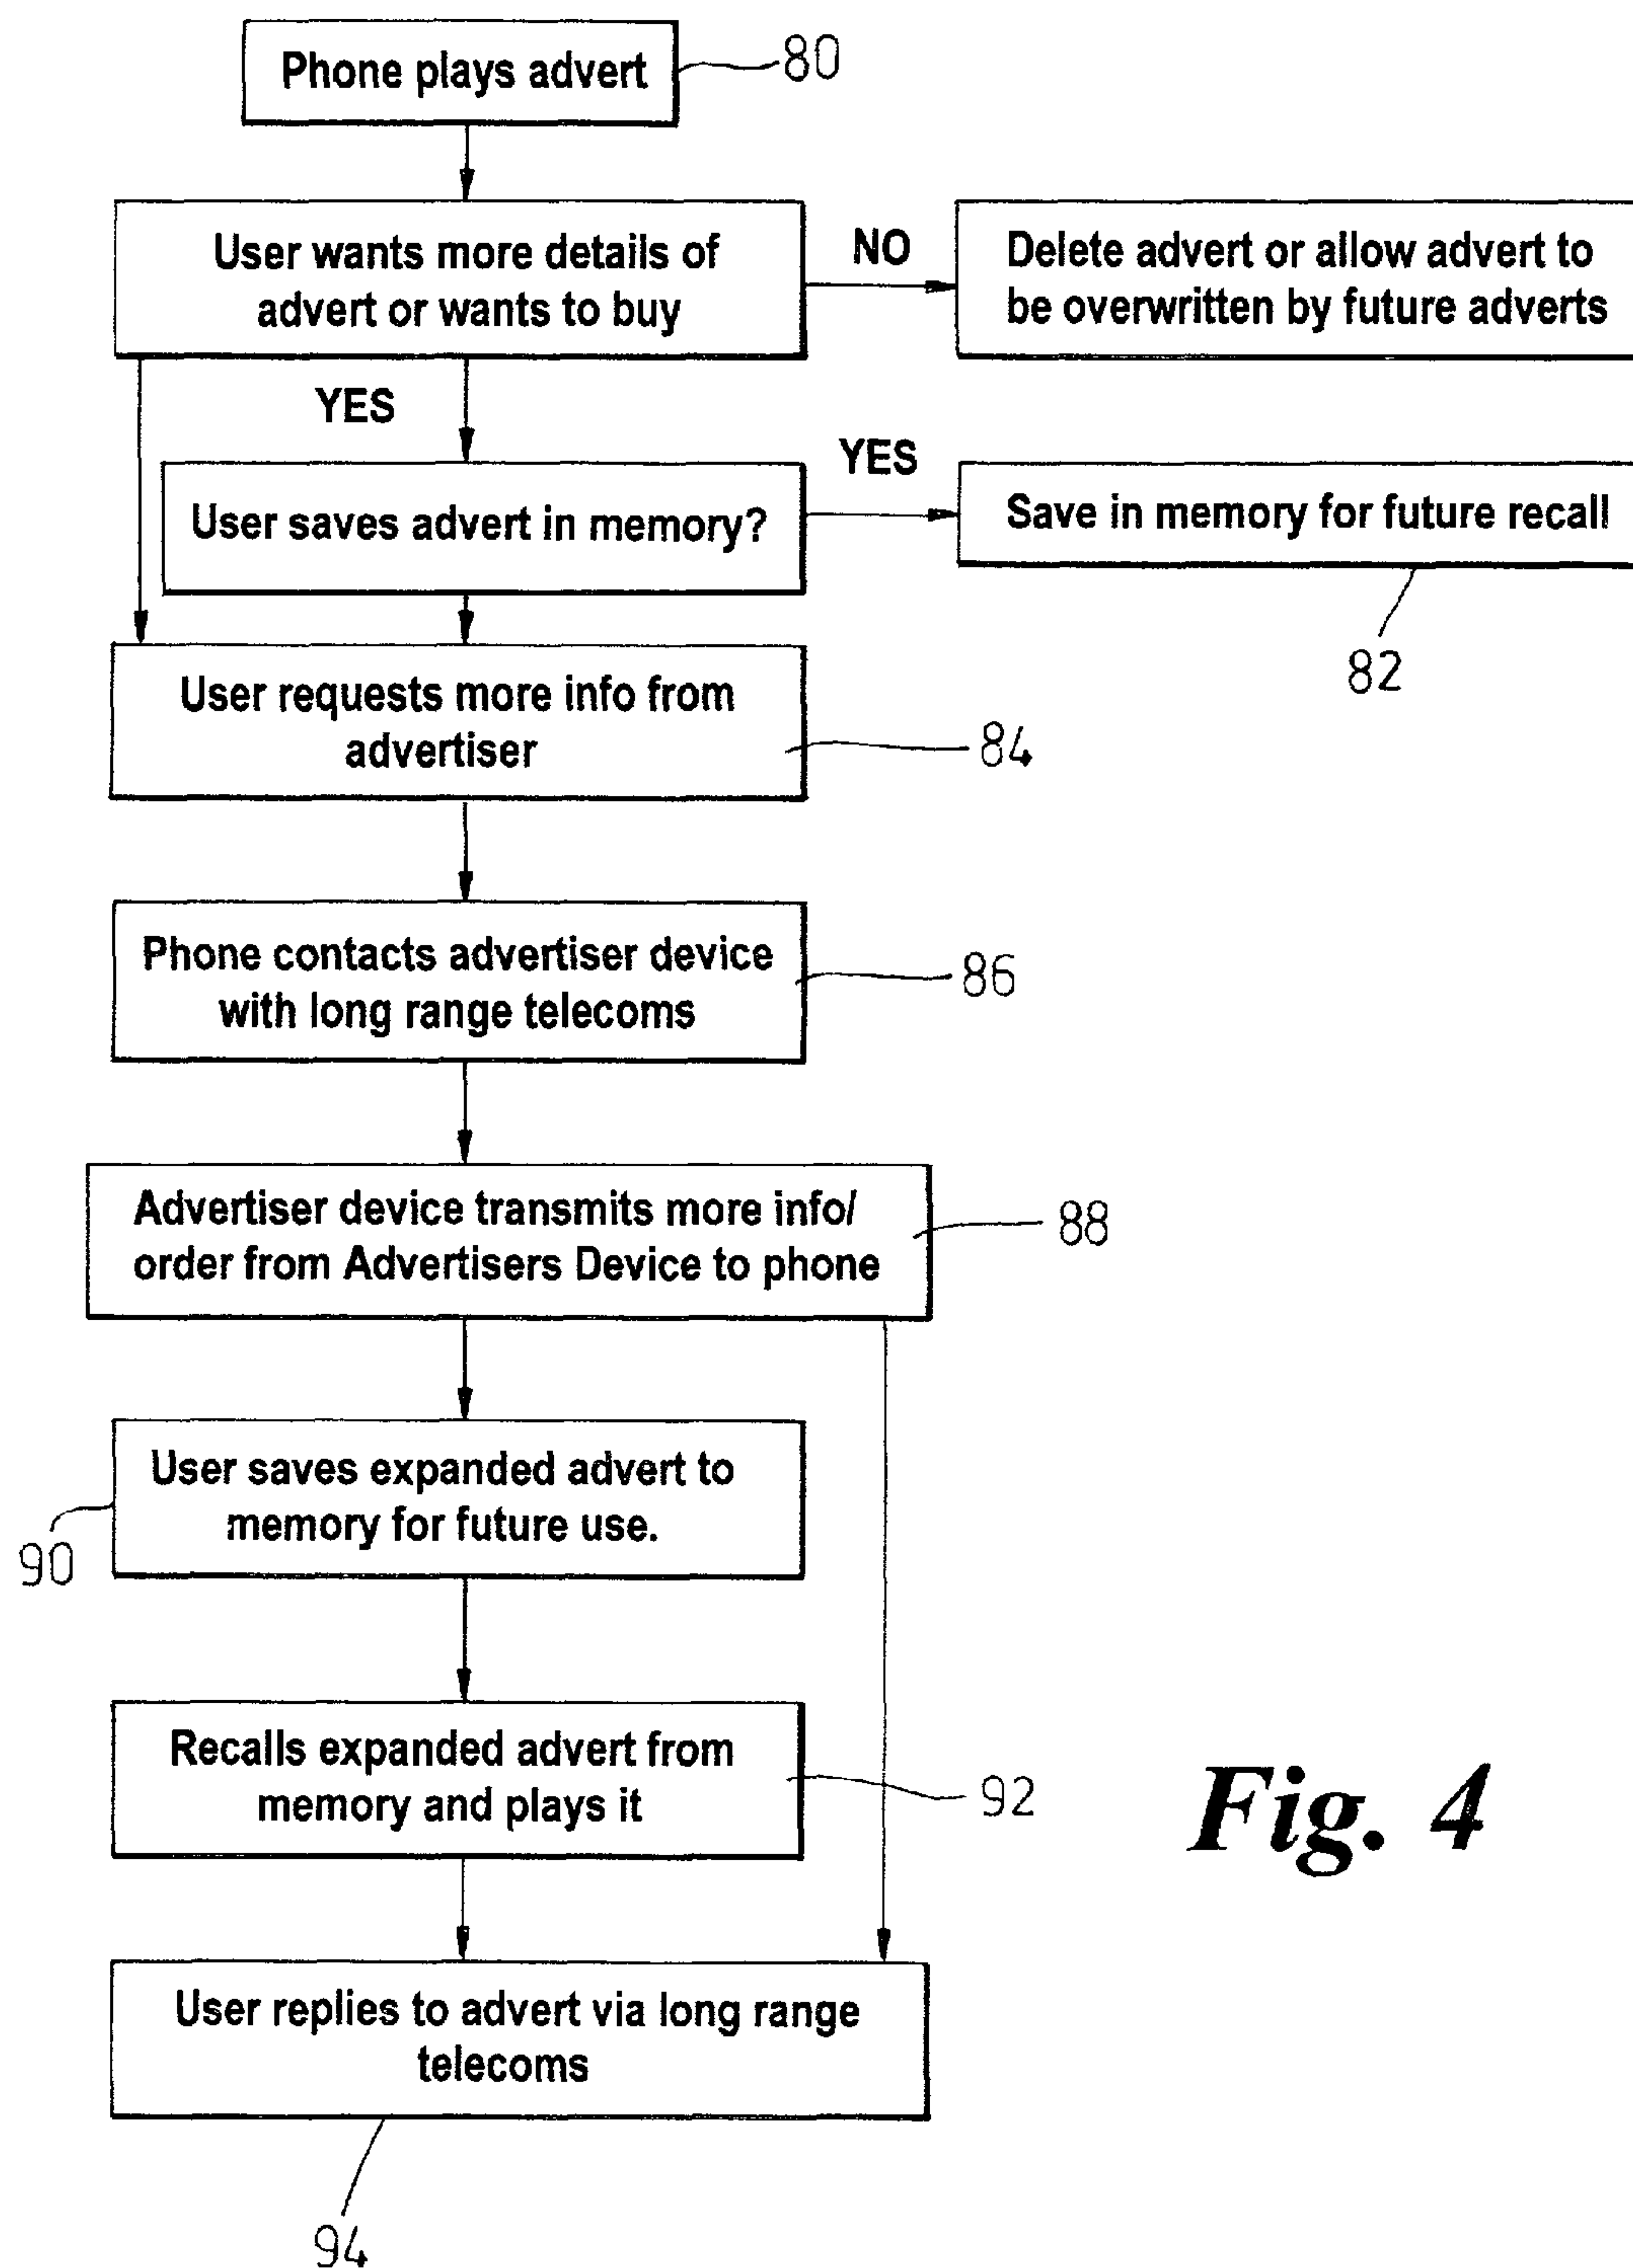 Phone plays advert
80
User wants more details of
advert or wants to buy
NO
Delete advert or allow advert to
be overwritten by future adverts
YES
User saves advert in memory?
YES
Save in memory for future recall
82
User requests more info from
advertiser
84
Phone contacts advertiser device
with long range telecoms
86
Advertiser device transmits more info/
order from Advertisers Device to phone
88
User saves expanded advert to
memory for future use.
90
Recalls expanded advert from
memory and plays it
92
Fig. 4
User replies to advert via long range
telecoms
94